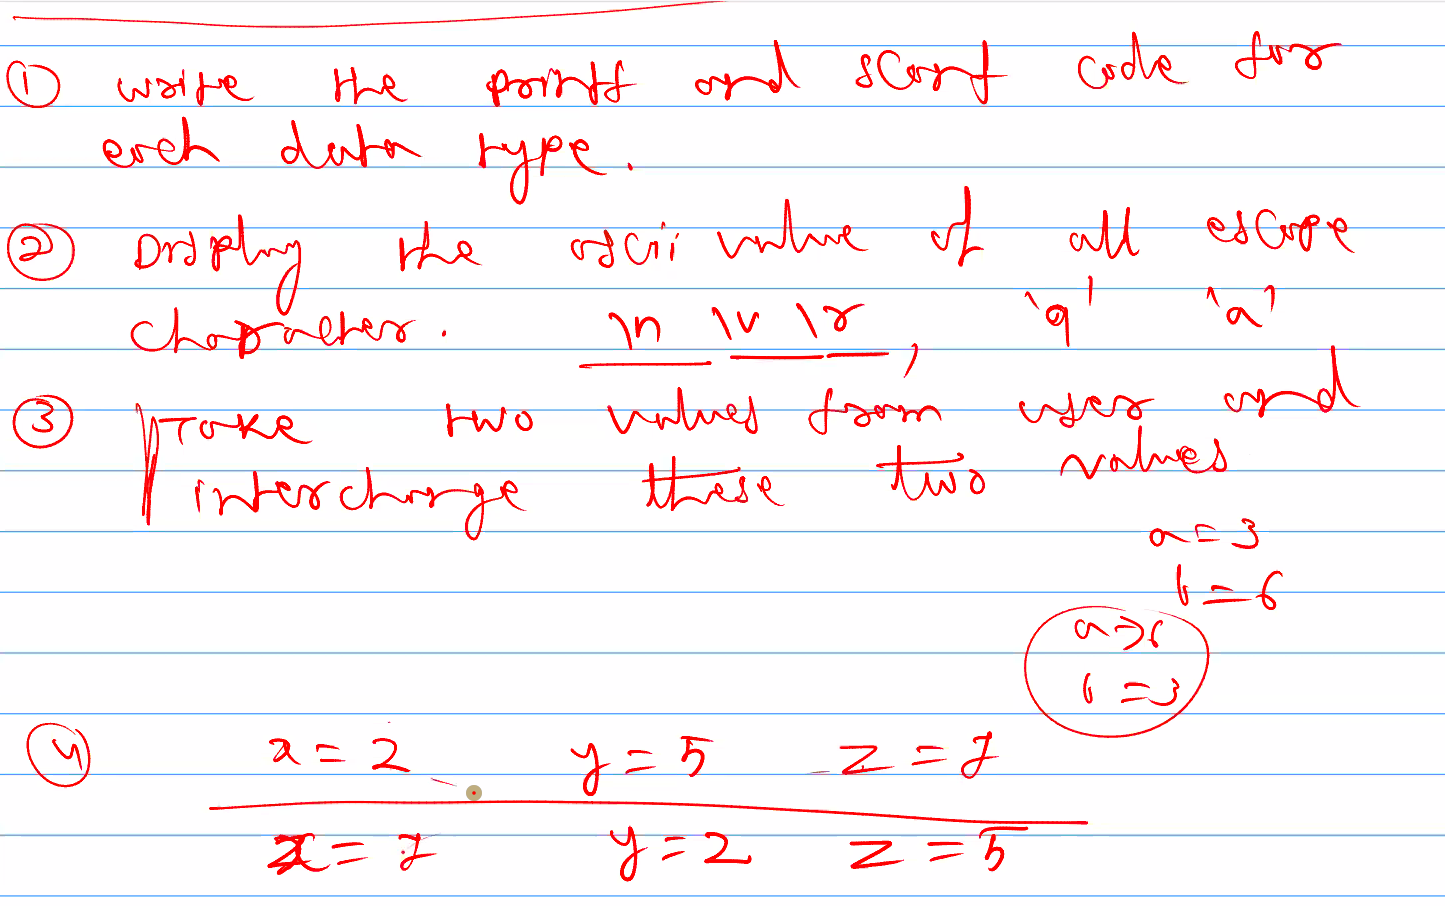 ① write the printf and scanf code for
each data type.
② Display the ascii value of all escape
character. \n \v \r, 'a' 'a'
③ Take two values from user and
interchange these two values
a = 3
b = 6
a = 6
b = 3
④ x = 2 y = 5 z = 7
x = 7 y = 2 z = 5